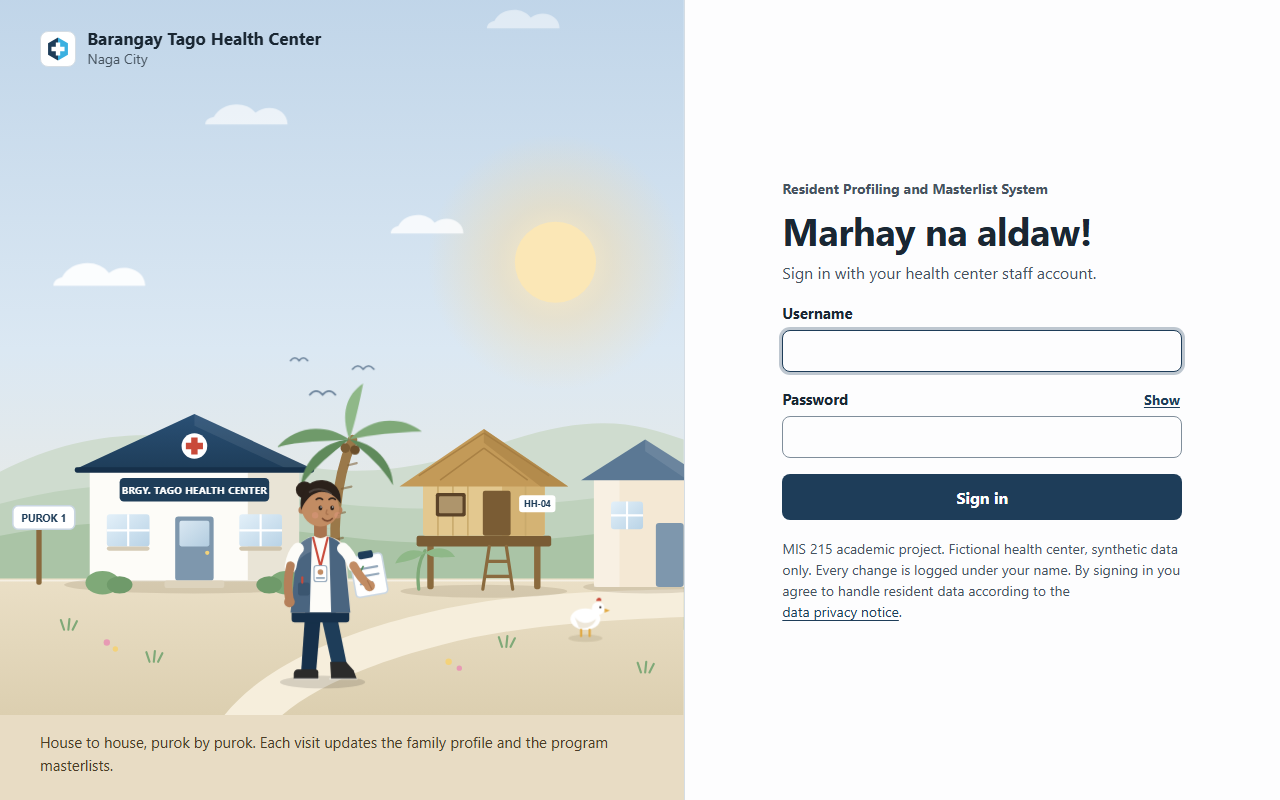 Barangay Tago Health Center
Naga City
BRGY. TAGO HEALTH CENTER
PUROK 1
HH-04
House to house, purok by purok. Each visit updates the family profile and the program
masterlists.
Resident Profiling and Masterlist System
Marhay na aldaw!
Sign in with your health center staff account.
Username
Password
Show
Sign in
MIS 215 academic project. Fictional health center, synthetic data
only. Every change is logged under your name. By signing in you
agree to handle resident data according to the
data privacy notice.